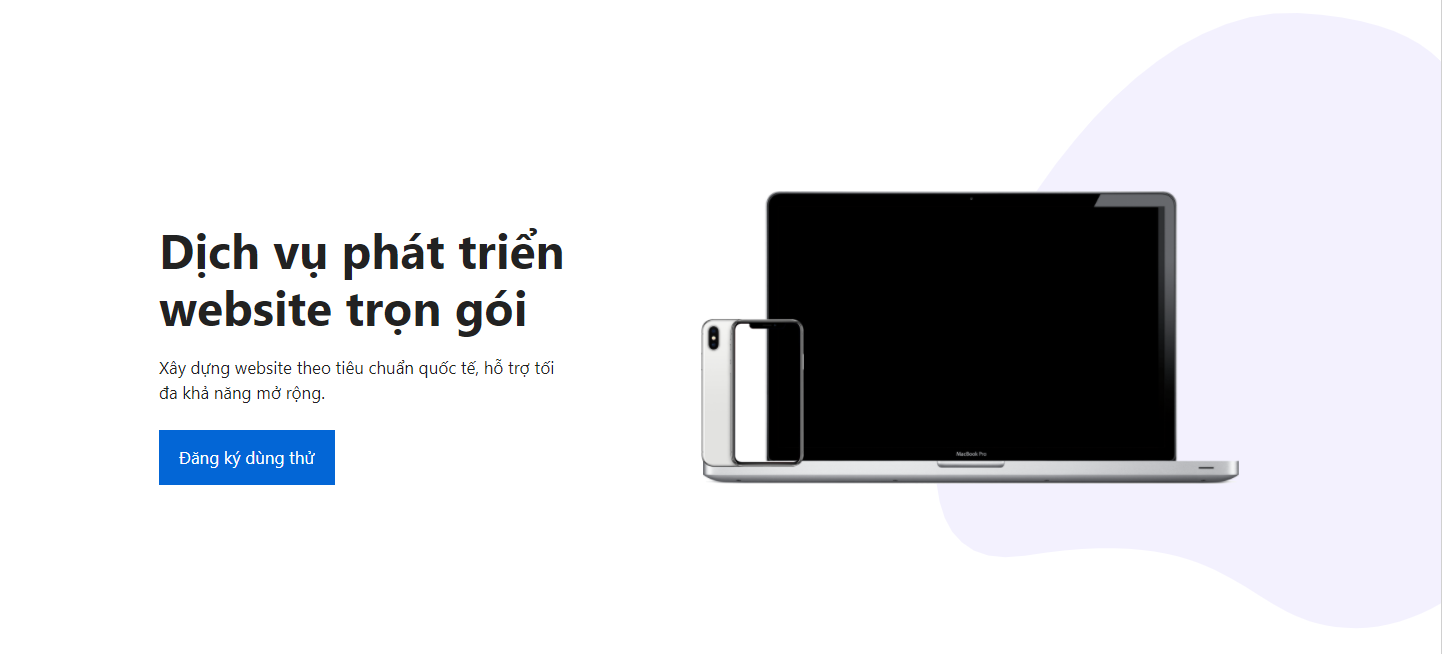 Dịch vụ phát triển
website trọn gói
Xây dựng website theo tiêu chuẩn quốc tế, hỗ trợ tối
đa khả năng mở rộng.
Đăng ký dùng thử
MacBook Pro